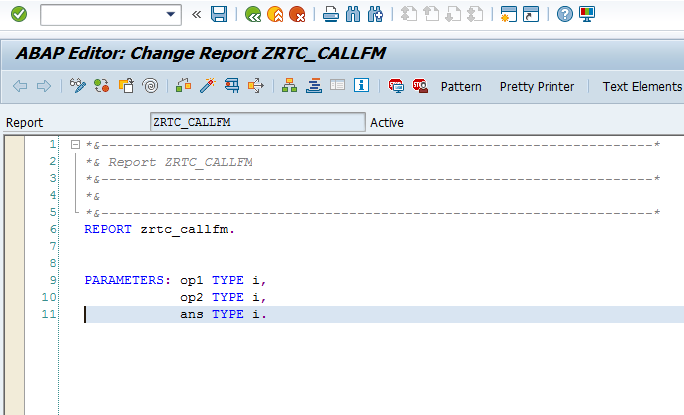 ABAP Editor: Change Report ZRTC_CALLFM
Pattern Pretty Printer Text Elements
Report ZRTC_CALLFM Active
1 *&---------------------------------------------------------------------*
2 *& Report ZRTC_CALLFM
3 *&---------------------------------------------------------------------*
4 *&
5 *&---------------------------------------------------------------------*
6 REPORT zrtc_callfm.
7
8
9 PARAMETERS: op1 TYPE i,
10 op2 TYPE i,
11 ans TYPE i.